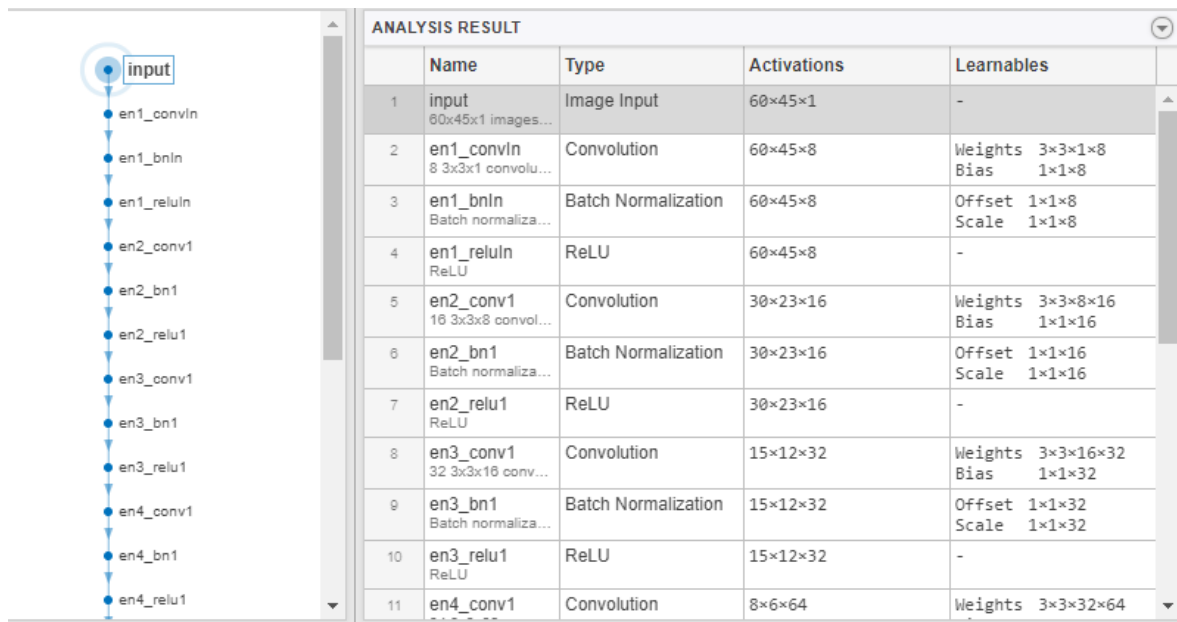 input
en1_convIn
en1_bnIn
en1_reluIn
en2_conv1
en2_bn1
en2_relu1
en3_conv1
en3_bn1
en3_relu1
en4_conv1
en4_bn1
en4_relu1
ANALYSIS RESULT
Name Type Activations Learnables
1 input Image Input 60×45×1 -
60x45x1 images...
2 en1_convIn Convolution 60×45×8 Weights 3×3×1×8
8 3x3x1 convolu... Bias 1×1×8
3 en1_bnIn Batch Normalization 60×45×8 Offset 1×1×8
Batch normaliza... Scale 1×1×8
4 en1_reluIn ReLU 60×45×8 -
ReLU
5 en2_conv1 Convolution 30×23×16 Weights 3×3×8×16
16 3x3x8 convol... Bias 1×1×16
6 en2_bn1 Batch Normalization 30×23×16 Offset 1×1×16
Batch normaliza... Scale 1×1×16
7 en2_relu1 ReLU 30×23×16 -
ReLU
8 en3_conv1 Convolution 15×12×32 Weights 3×3×16×32
32 3x3x16 conv... Bias 1×1×32
9 en3_bn1 Batch Normalization 15×12×32 Offset 1×1×32
Batch normaliza... Scale 1×1×32
10 en3_relu1 ReLU 15×12×32 -
ReLU
11 en4_conv1 Convolution 8×6×64 Weights 3×3×32×64